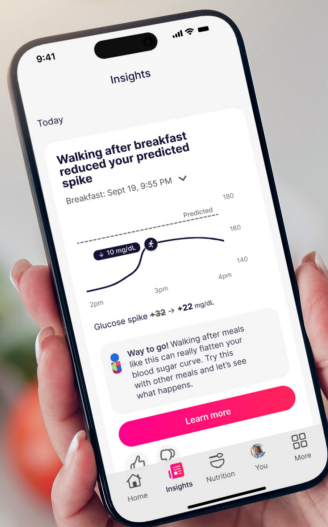 9:41
Insights
Today
Walking after breakfast
reduced your predicted
spike
Breakfast: Sept 19, 9:55 PM
180
Predicted
↓ 10 mg/dL
160
140
2pm
3pm
4pm
Glucose spike +32 → +22 mg/dL
Way to go! Walking after meals
like this can really flatten your
blood sugar curve. Try this
with other meals and let's see
what happens.
Learn more
Home
Insights
Nutrition
You
More